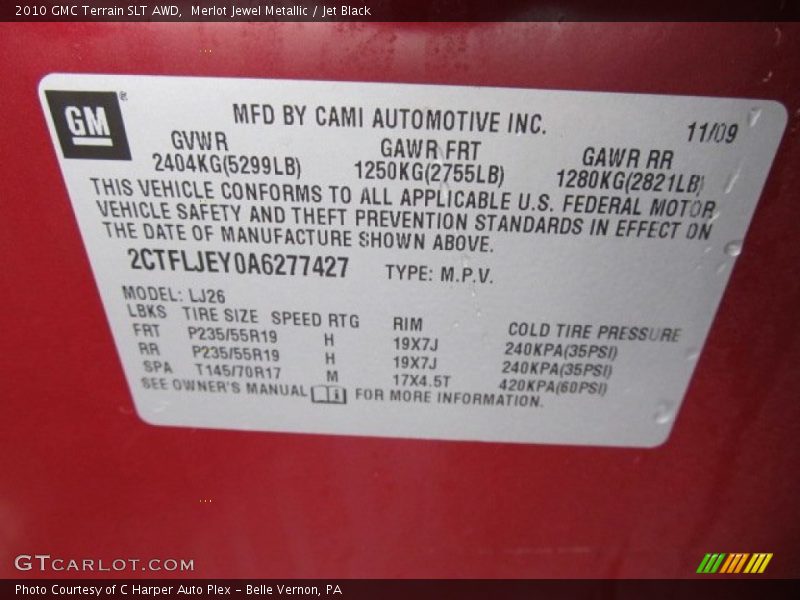 2010 GMC Terrain SLT AWD, Merlot Jewel Metallic / Jet Black
GM
MFD BY CAMI AUTOMOTIVE INC. 11/09
GVWR GAWR FRT GAWR RR
2404KG(5299LB) 1250KG(2755LB) 1280KG(2821LB)
THIS VEHICLE CONFORMS TO ALL APPLICABLE U.S. FEDERAL MOTOR
VEHICLE SAFETY AND THEFT PREVENTION STANDARDS IN EFFECT ON
THE DATE OF MANUFACTURE SHOWN ABOVE.
2CTFLJEY0A6277427 TYPE: M.P.V.
MODEL: LJ26
LBKS TIRE SIZE SPEED RTG RIM COLD TIRE PRESSURE
FRT P235/55R19 H 19X7J 240KPA(35PSI)
RR P235/55R19 H 19X7J 240KPA(35PSI)
SPA T145/70R17 M 17X4.5T 420KPA(60PSI)
SEE OWNER'S MANUAL i FOR MORE INFORMATION.
GTCARLOT.COM
Photo Courtesy of C Harper Auto Plex - Belle Vernon, PA